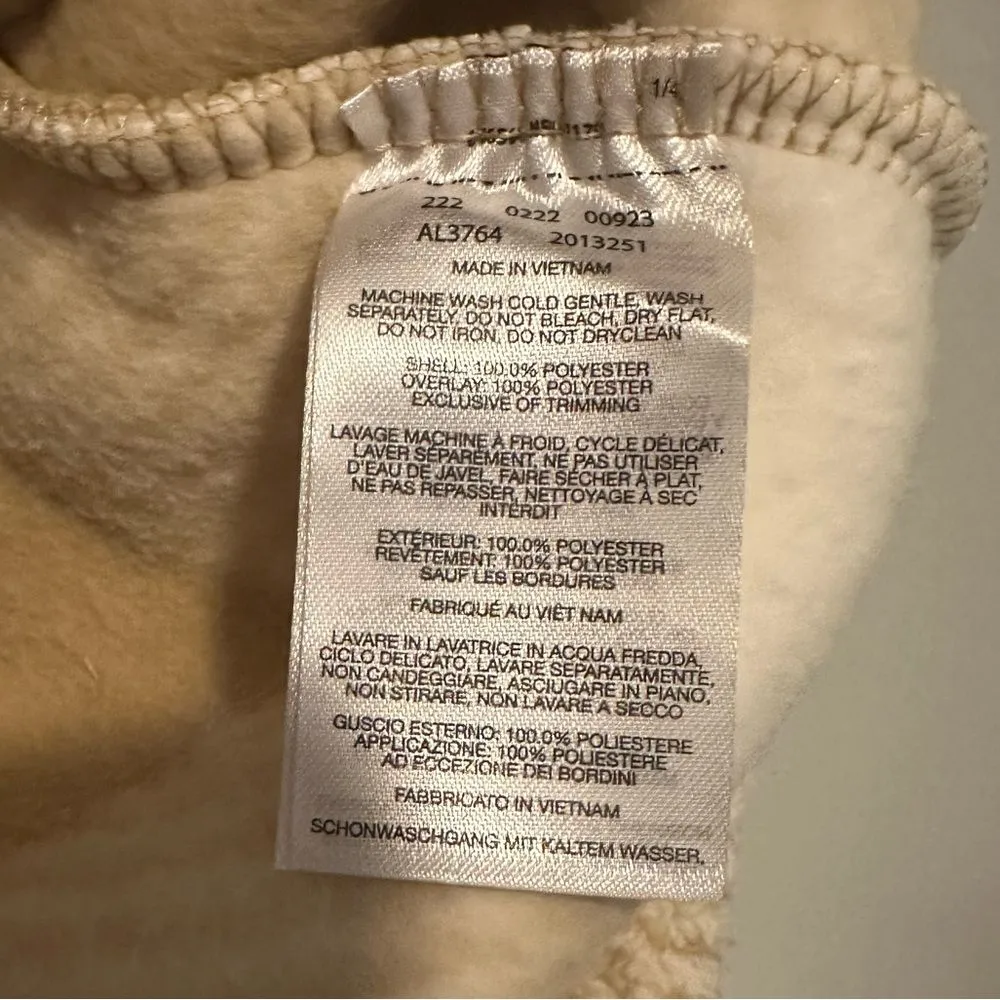 1/4
222 0222 00923
AL3764 2013251
MADE IN VIETNAM
MACHINE WASH COLD GENTLE, WASH
SEPARATELY, DO NOT BLEACH, DRY FLAT,
DO NOT IRON, DO NOT DRYCLEAN
SHELL: 100.0% POLYESTER
OVERLAY: 100% POLYESTER
EXCLUSIVE OF TRIMMING
LAVAGE MACHINE À FROID, CYCLE DÉLICAT,
LAVER SÉPARÉMENT, NE PAS UTILISER
D'EAU DE JAVEL, FAIRE SÉCHER À PLAT,
NE PAS REPASSER, NETTOYAGE À SEC
INTERDIT
EXTÉRIEUR: 100.0% POLYESTER
REVÊTEMENT: 100% POLYESTER
SAUF LES BORDURES
FABRIQUÉ AU VIÊT NAM
LAVARE IN LAVATRICE IN ACQUA FREDDA,
CICLO DELICATO, LAVARE SEPARATAMENTE,
NON CANDEGGIARE, ASCIUGARE IN PIANO,
NON STIRARE, NON LAVARE A SECCO
GUSCIO ESTERNO: 100.0% POLIESTERE
APPLICAZIONE: 100% POLIESTERE
AD ECCEZIONE DEI BORDINI
FABBRICATO IN VIETNAM
SCHONWASCHGANG MIT KALTEM WASSER,